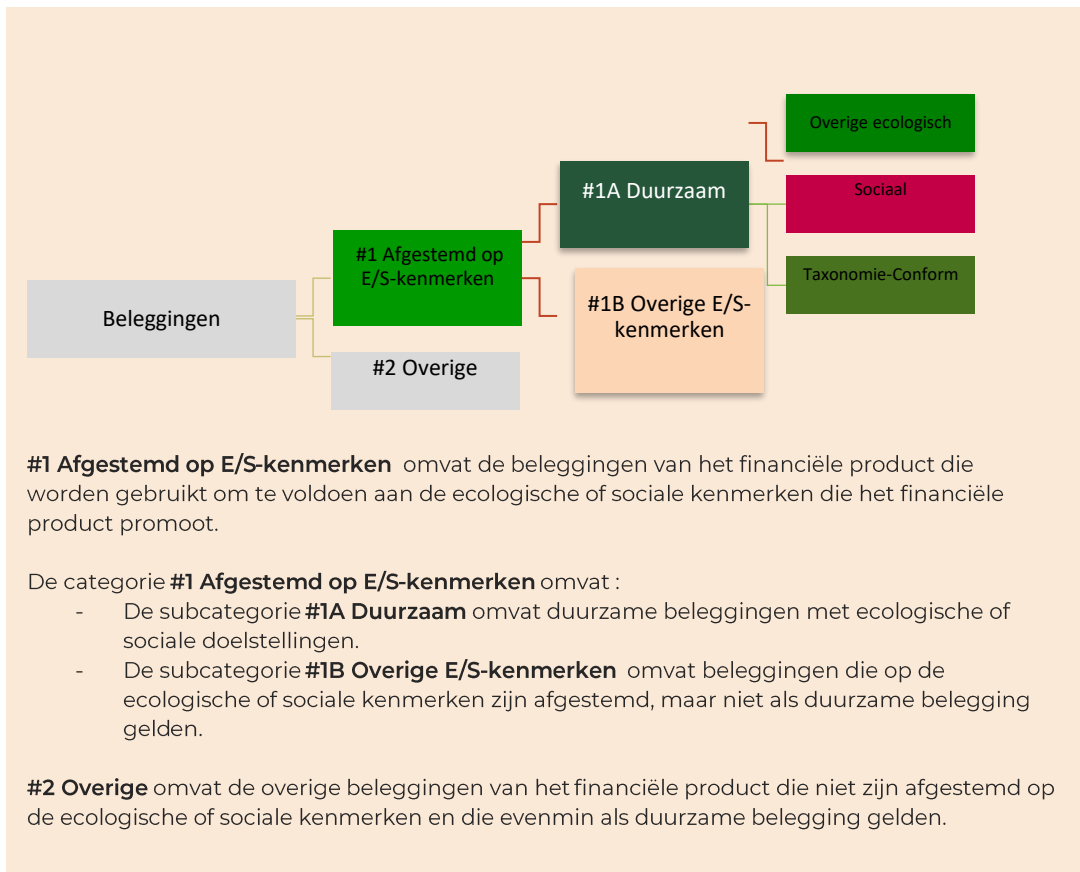 Overige ecologisch
#1A Duurzaam
Sociaal
#1 Afgestemd op
E/S-kenmerken
Taxonomie-Conform
Beleggingen
#1B Overige E/S-
kenmerken
#2 Overige
#1 Afgestemd op E/S-kenmerken omvat de beleggingen van het financiële product die
worden gebruikt om te voldoen aan de ecologische of sociale kenmerken die het financiële
product promoot.
De categorie #1 Afgestemd op E/S-kenmerken omvat :
- De subcategorie #1A Duurzaam omvat duurzame beleggingen met ecologische of
sociale doelstellingen.
- De subcategorie #1B Overige E/S-kenmerken omvat beleggingen die op de
ecologische of sociale kenmerken zijn afgestemd, maar niet als duurzame belegging
gelden.
#2 Overige omvat de overige beleggingen van het financiële product die niet zijn afgestemd op
de ecologische of sociale kenmerken en die evenmin als duurzame belegging gelden.